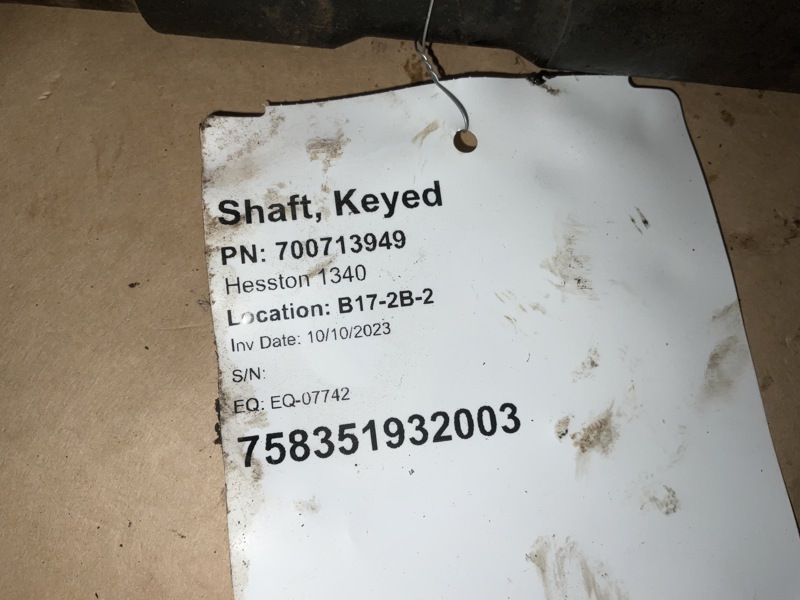 Shaft, Keyed
PN: 700713949
Hesston 1340
Location: B17-2B-2
Inv Date: 10/10/2023
S/N:
EQ: EQ-07742
758351932003